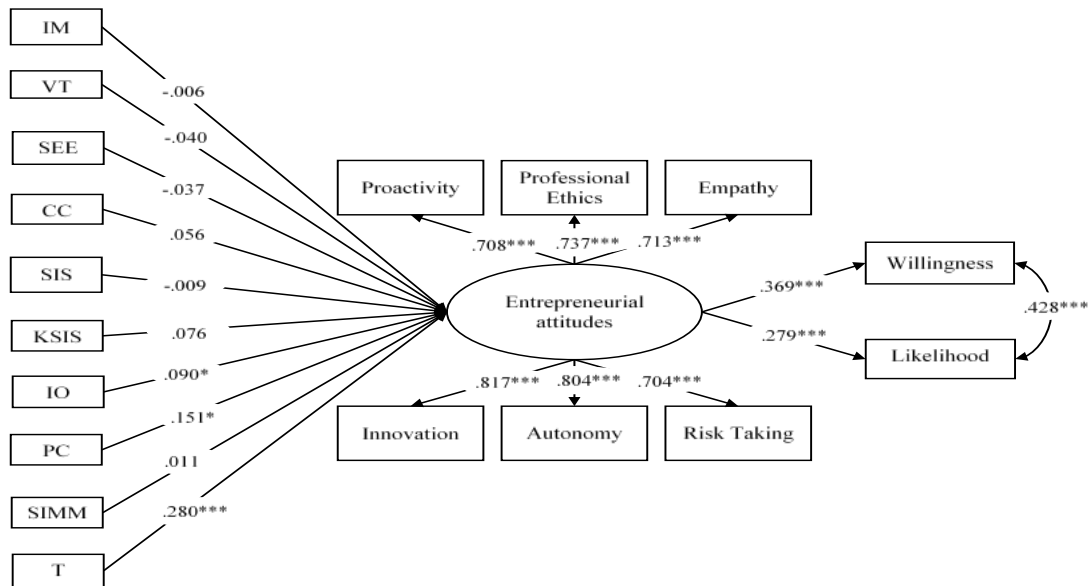 IM
-.006
VT
-.040
SEE
-.037
CC
.056
SIS
-.009
KSIS
.076
IO
.090*
PC
.151*
SIMM
.011
T
.280***
Proactivity
Professional
Ethics
Empathy
.708***
.737***
.713***
Entrepreneurial
attitudes
.817***
.804***
.704***
Innovation
Autonomy
Risk Taking
.369***
Willingness
.279***
Likelihood
.428***